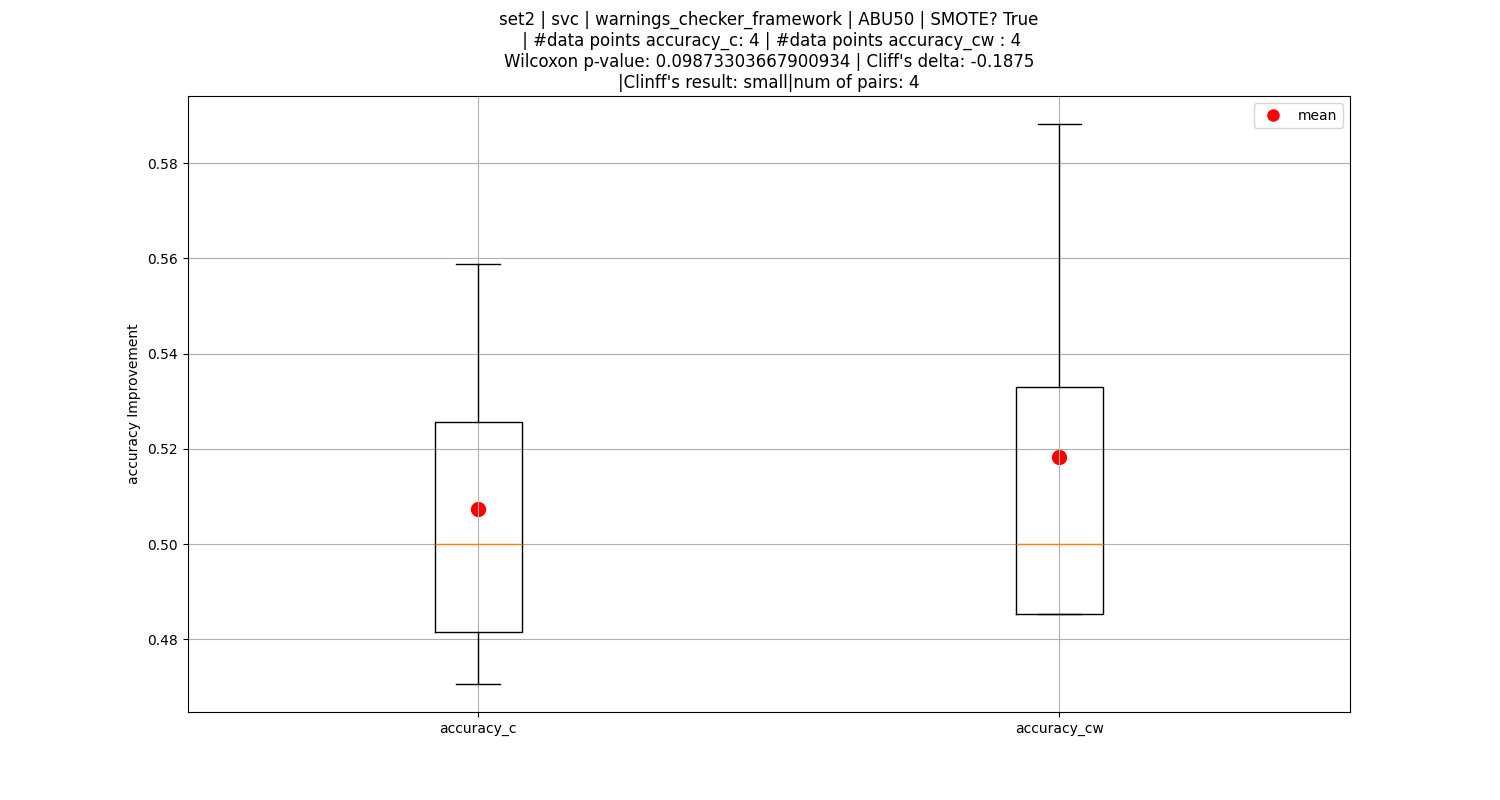 set2 | svc | warnings_checker_framework | ABU50 | SMOTE? True
| #data points accuracy_c: 4 | #data points accuracy_cw : 4
Wilcoxon p-value: 0.09873303667900934 | Cliff's delta: -0.1875
|Clinff's result: small|num of pairs: 4
mean
0.58
0.56
0.54
0.52
0.50
0.48
accuracy Improvement
accuracy_c
accuracy_cw